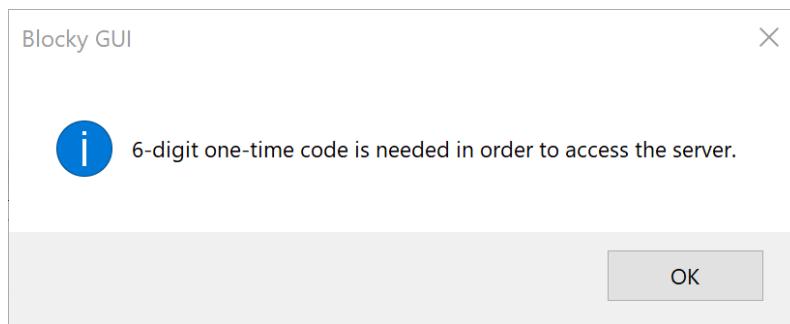 Blocky GUI
6-digit one-time code is needed in order to access the server.
OK